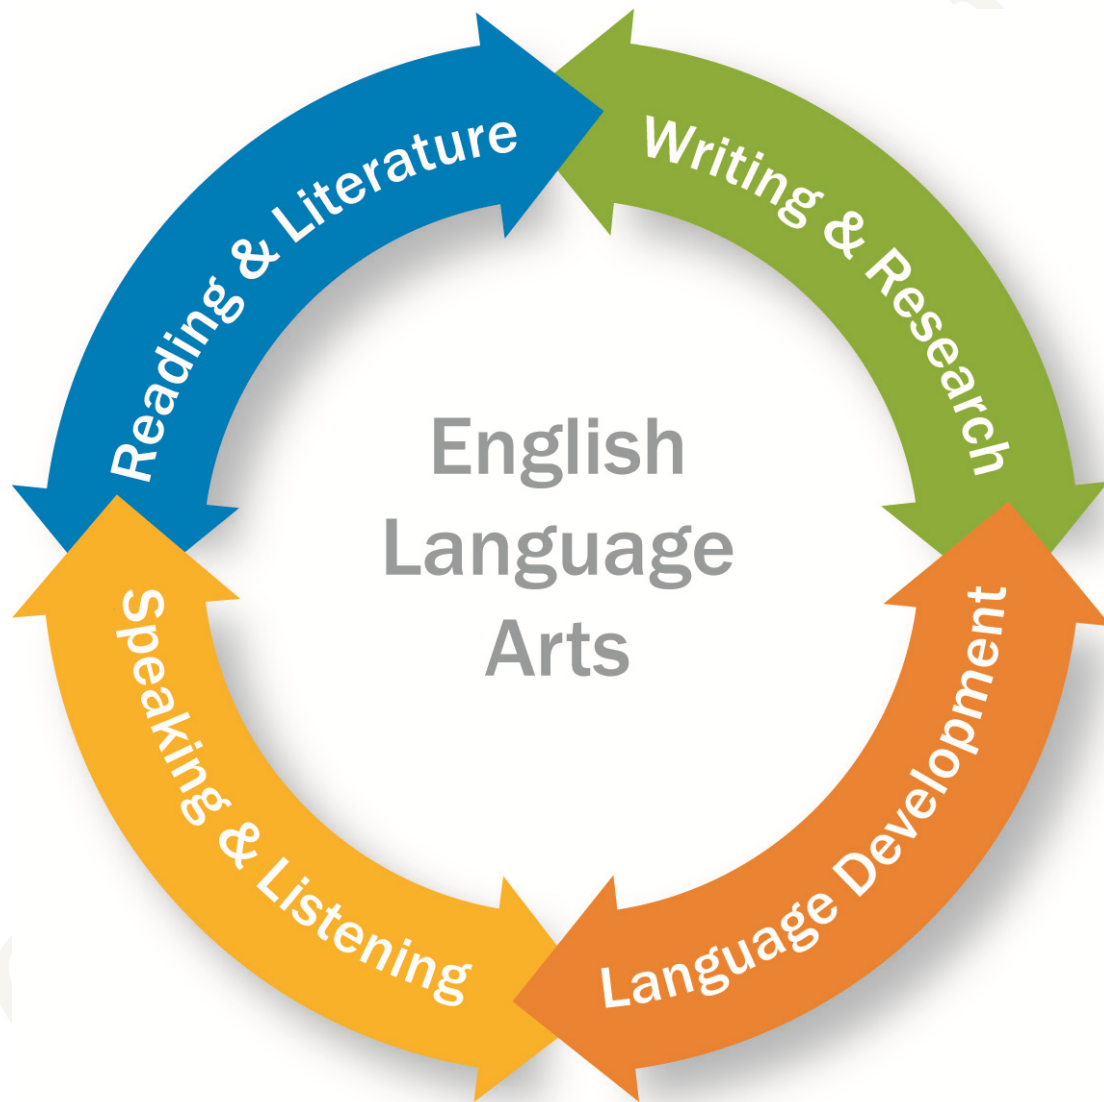 Reading & Literature
Writing & Research
English
Language
Arts
Speaking & Listening
Language Development